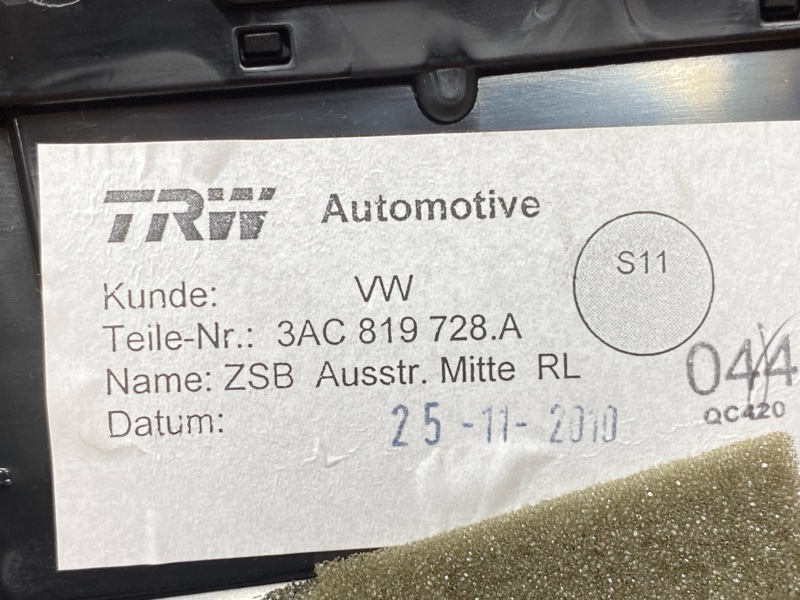 TRW Automotive
S11
Kunde: VW
Teile-Nr.: 3AC 819 728.A
Name: ZSB Ausstr. Mitte RL
044
QC420
Datum: 25-11-2010